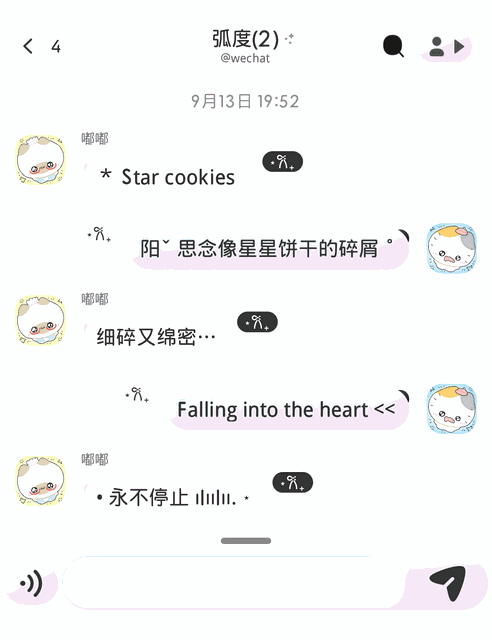 4
弧度(2)
@wechat
9月13日 19:52
嘟嘟
* Star cookies
阳ˇ 思念像星星饼干的碎屑 °
嘟嘟
细碎又绵密…
Falling into the heart <<
嘟嘟
• 永不停止 ılıılıı. ⋆